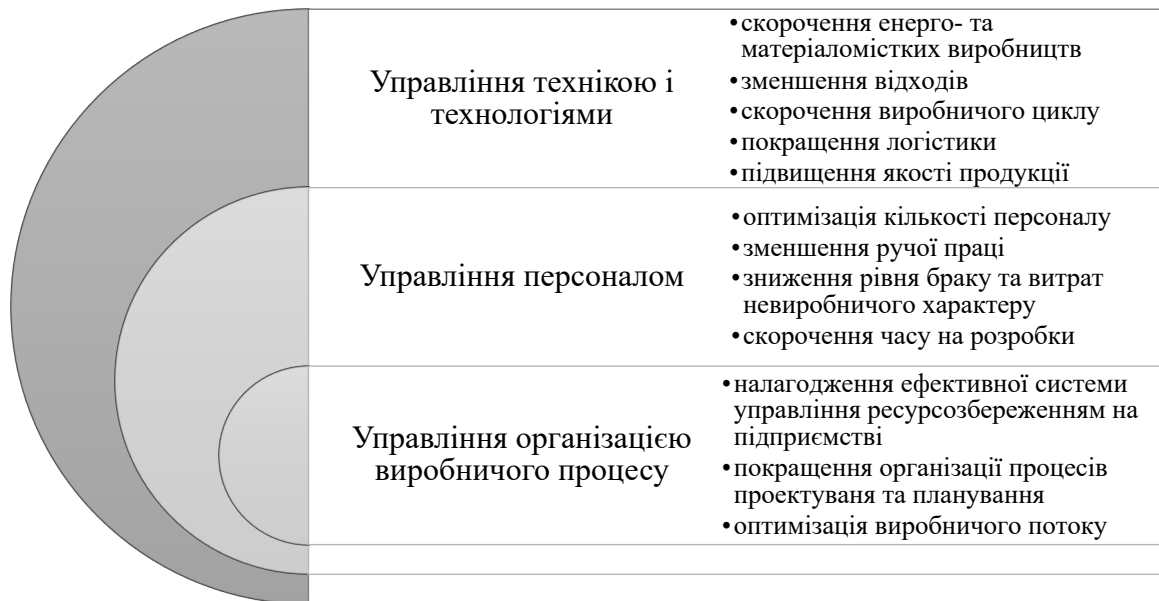 Управління технікою і
технологіями
•скорочення енерго- та
матеріаломістких виробництв
•зменшення відходів
•скорочення виробничого циклу
•покращення логістики
•підвищення якості продукції
Управління персоналом
•оптимізація кількості персоналу
•зменшення ручої праці
•зниження рівня браку та витрат
невиробничого характеру
•скорочення часу на розробки
Управління організацією
виробничого процесу
•налагодження ефективної системи
управління ресурсозбереженням на
підприємстві
•покращення організації процесів
проектуваня та планування
•оптимізація виробничого потоку